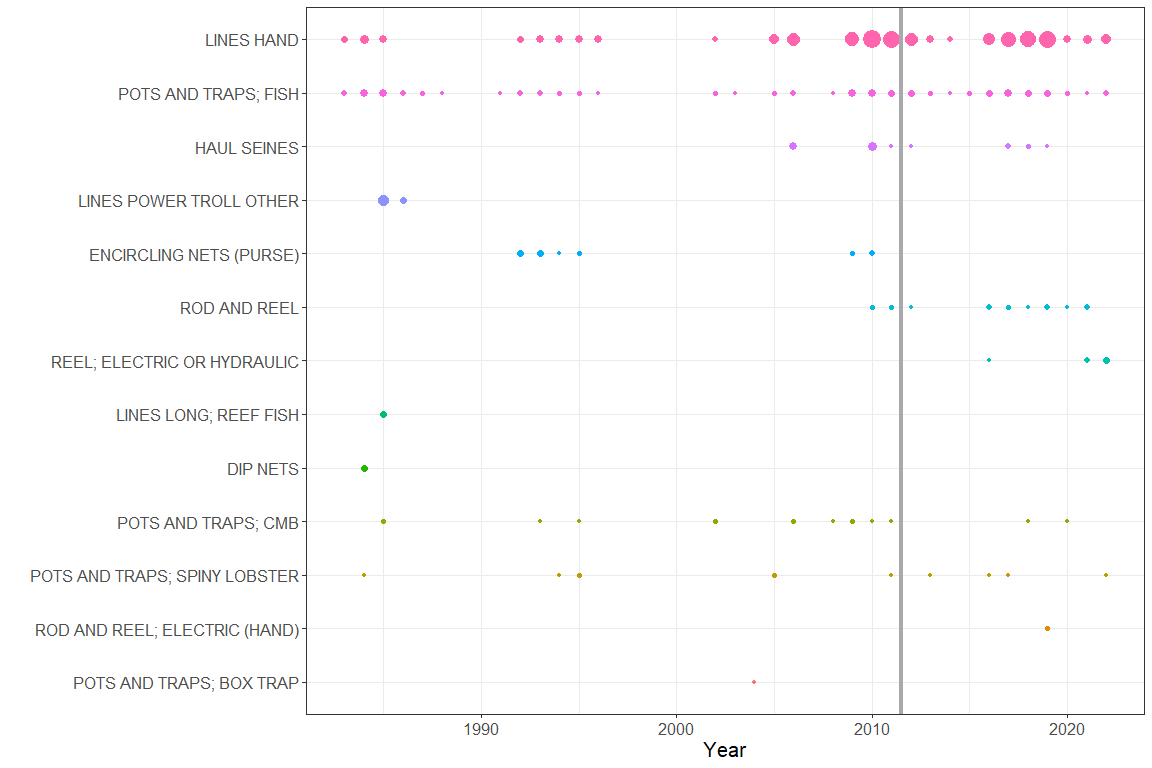 LINES HAND
POTS AND TRAPS; FISH
HAUL SEINES
LINES POWER TROLL OTHER
ENCIRCLING NETS (PURSE)
ROD AND REEL
REEL; ELECTRIC OR HYDRAULIC
LINES LONG; REEF FISH
DIP NETS
POTS AND TRAPS; CMB
POTS AND TRAPS; SPINY LOBSTER
ROD AND REEL; ELECTRIC (HAND)
POTS AND TRAPS; BOX TRAP
1990 2000 2010 2020
Year